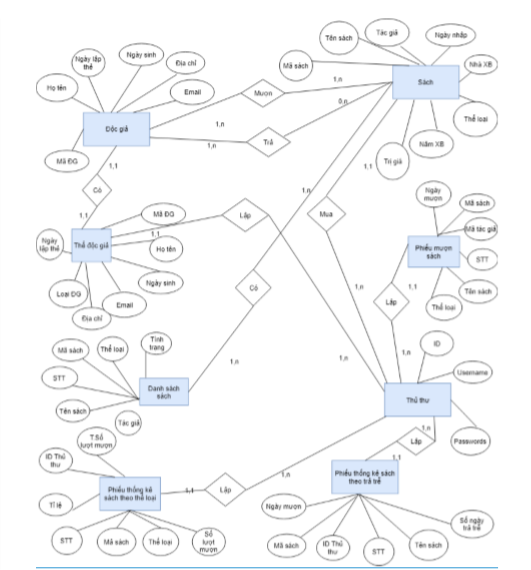 Tác giả
Tên sách
Ngày nhập
Mã sách
Nhà XB
Sách
Thể loại
Năm XB
Trị giá
Ngày sinh
Ngày lập
thẻ
Địa chỉ
Họ tên
Email
Độc giả
Mã ĐG
Mượn
1,n
0,n
1,n
Trả
1,n
1,1
Có
1,1
1,n
1,1
Mã ĐG
Lập
Mua
Ngày
lập thẻ
Thẻ độc giả
1,1
Họ tên
Ngày sinh
Loại ĐG
Email
Địa chỉ
Có
1,n
Ngày
mượn
Mã sách
Mã tác giả
Phiếu mượn
sách
STT
Tên sách
Thể loại
1,1
Lập
1,n
Tình
trạng
Mã sách
Thể loại
STT
Danh sách
sách
Tên sách
Tác giả
1,n
1,n
1,n
ID
Username
Thủ thư
Passwords
T.Số
lượt mượn
ID Thủ
thư
Tỉ lệ
Phiếu thống kê
sách theo thể loại
1,1
Lập
1,n
STT
Mã sách
Thể loại
Số
lượt
mượn
1,n
Lập
1,1
Phiếu thống kê sách
theo trả trễ
Ngày mượn
Số ngày
trả trễ
Mã sách
ID Thủ
thư
STT
Tên sách